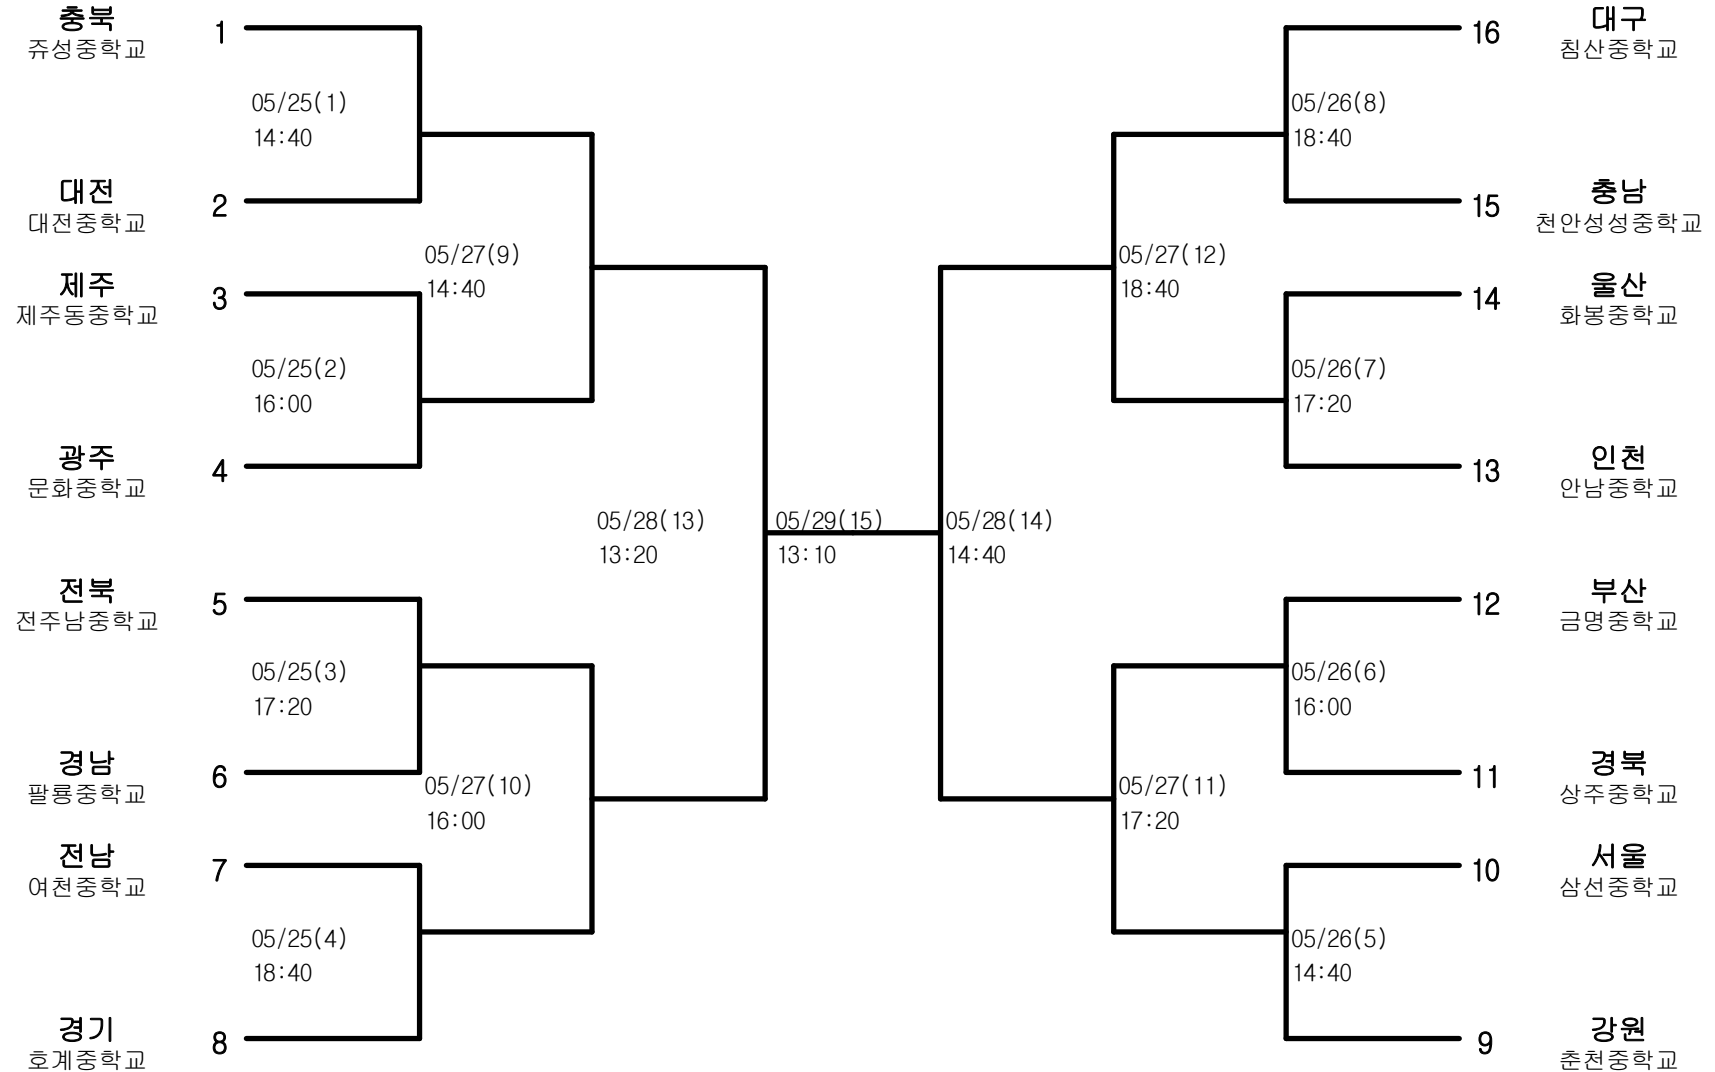 충북
쥬성중학교
1
05/25(1)
14:40
대전
대전중학교
2
05/27(9)
14:40
제주
제주동중학교
3
05/25(2)
16:00
광주
문화중학교
4
05/28(13)
13:20
전북
전주남중학교
5
05/25(3)
17:20
경남
팔룡중학교
6
05/27(10)
16:00
전남
여천중학교
7
05/25(4)
18:40
경기
호계중학교
8
05/29(15)
13:10
16
대구
침산중학교
05/26(8)
18:40
15
충남
천안성성중학교
05/27(12)
18:40
14
울산
화봉중학교
05/26(7)
17:20
13
인천
안남중학교
05/28(14)
14:40
12
부산
금명중학교
05/26(6)
16:00
11
경북
상주중학교
05/27(11)
17:20
10
서울
삼선중학교
05/26(5)
14:40
9
강원
춘천중학교